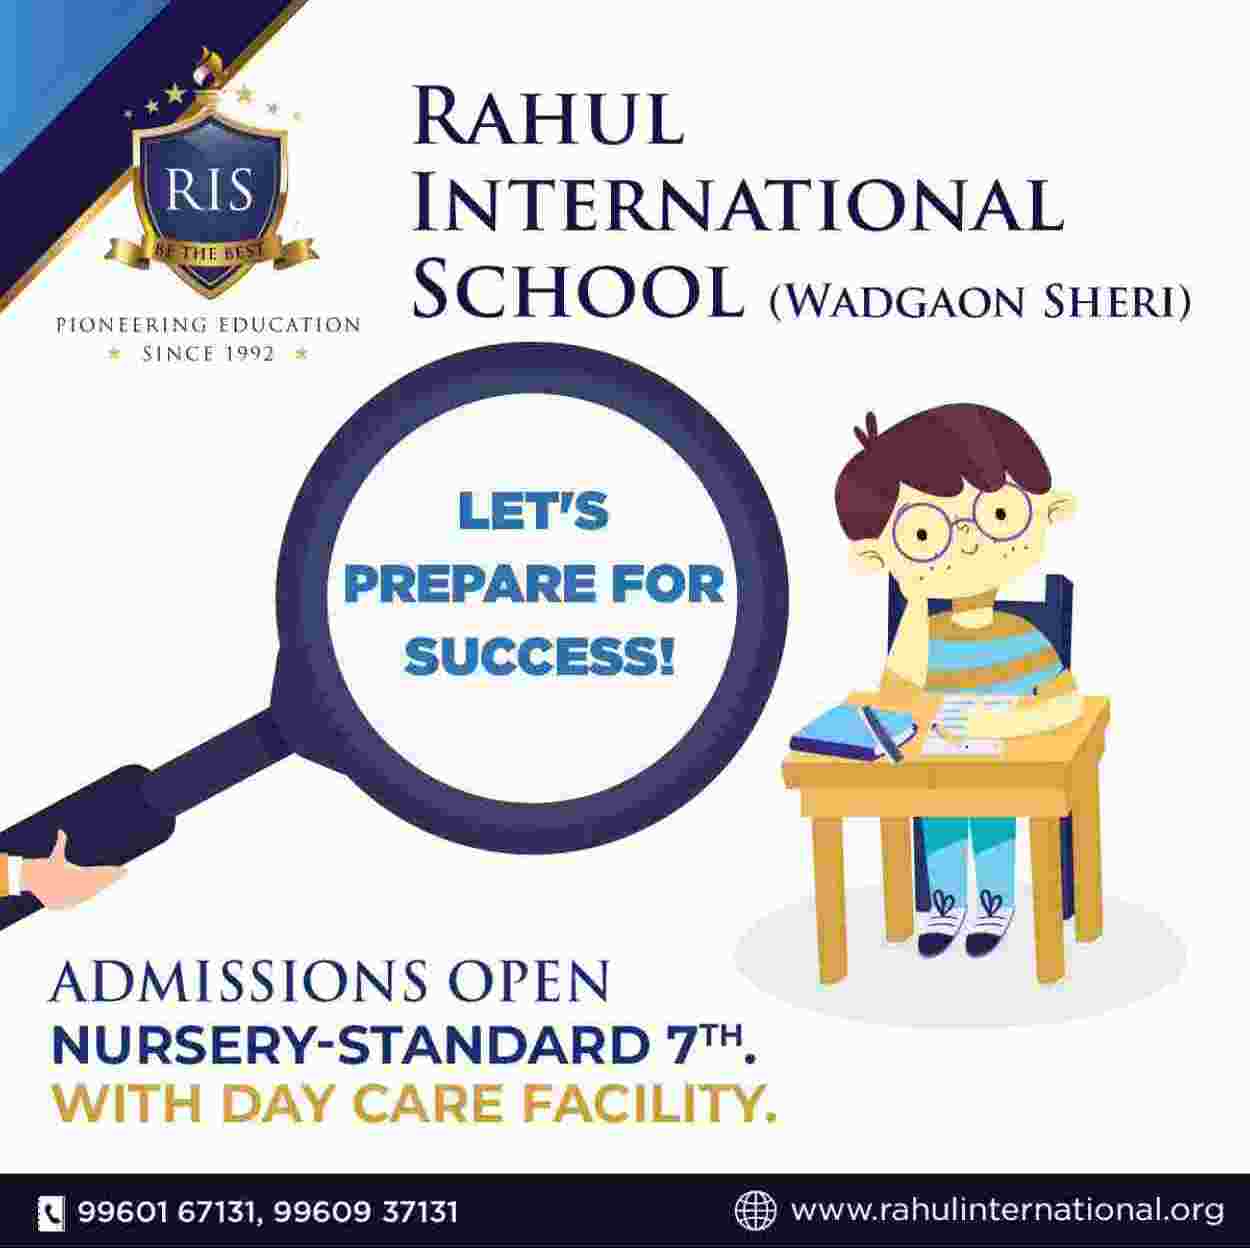 RIS
BE THE BEST
PIONEERING EDUCATION
SINCE 1992
RAHUL
INTERNATIONAL
SCHOOL (WADGAON SHERI)
LET'S
PREPARE FOR
SUCCESS!
ADMISSIONS OPEN
NURSERY-STANDARD 7TH.
WITH DAY CARE FACILITY.
99601 67131, 99609 37131
www.rahulinternational.org